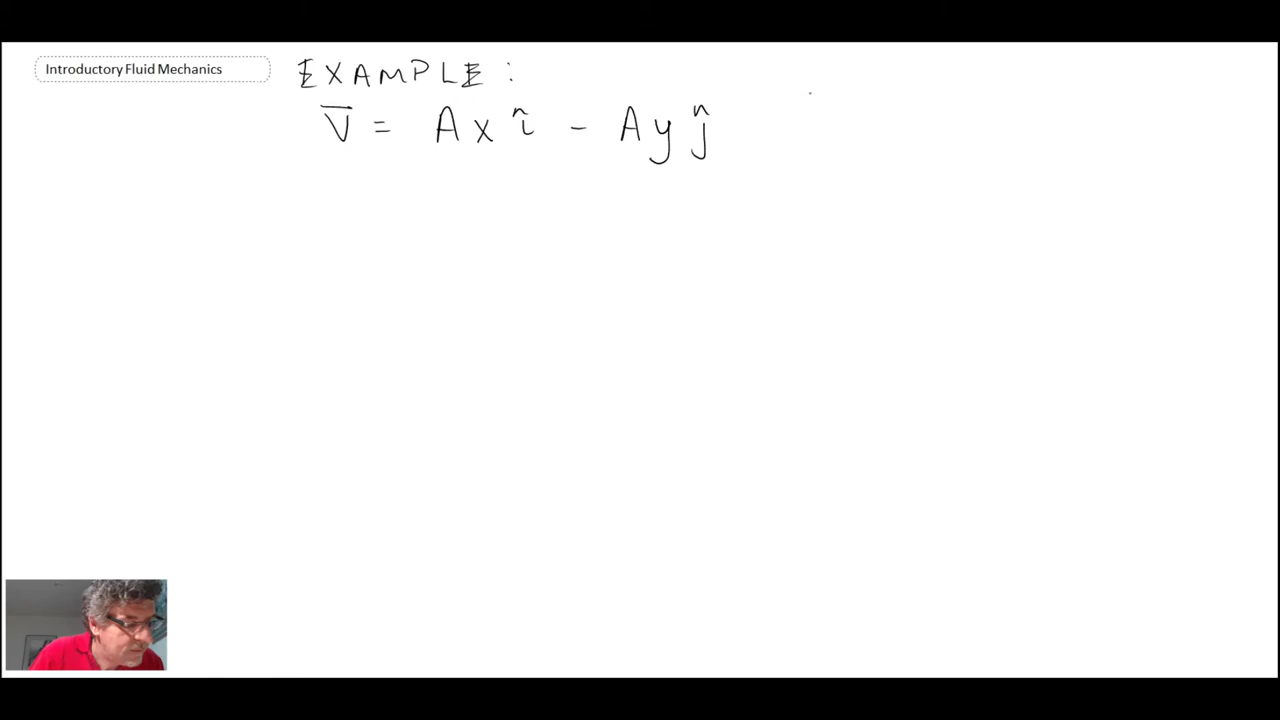 Introductory Fluid Mechanics
EXAMPLE:
V̅ = Ax î - Ay ĵ